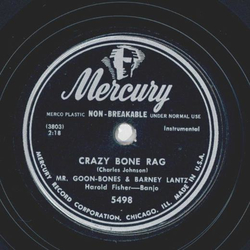 Mercury
MERCO PLASTIC NON-BREAKABLE UNDER NORMAL USE
(3803)
2:18
Instrumental
CRAZY BONE RAG
(Charles Johnson)
MR. GOON-BONES & BARNEY LANTZ
Harold Fisher—Banjo
5498
MERCURY RECORD CORPORATION, CHICAGO, ILL. MADE IN U.S.A.